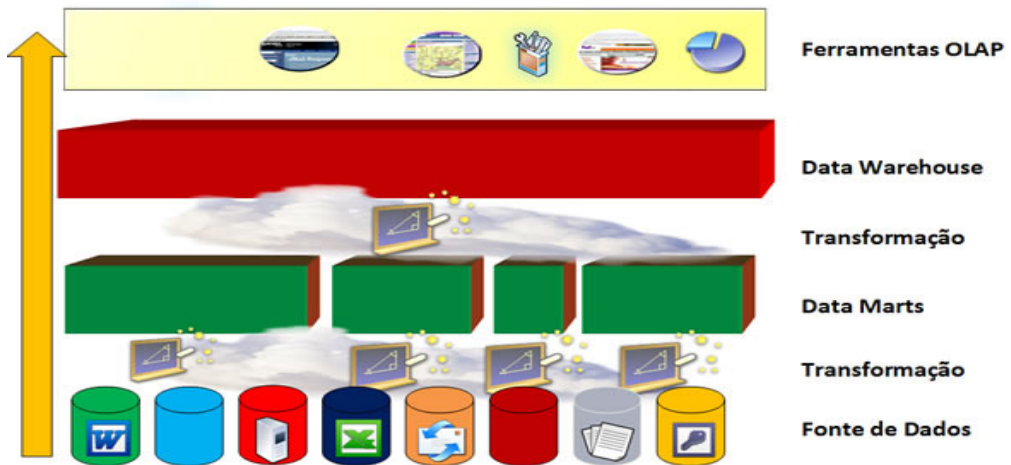 Ferramentas OLAP
Data Warehouse
Transformação
Data Marts
Transformação
Fonte de Dados